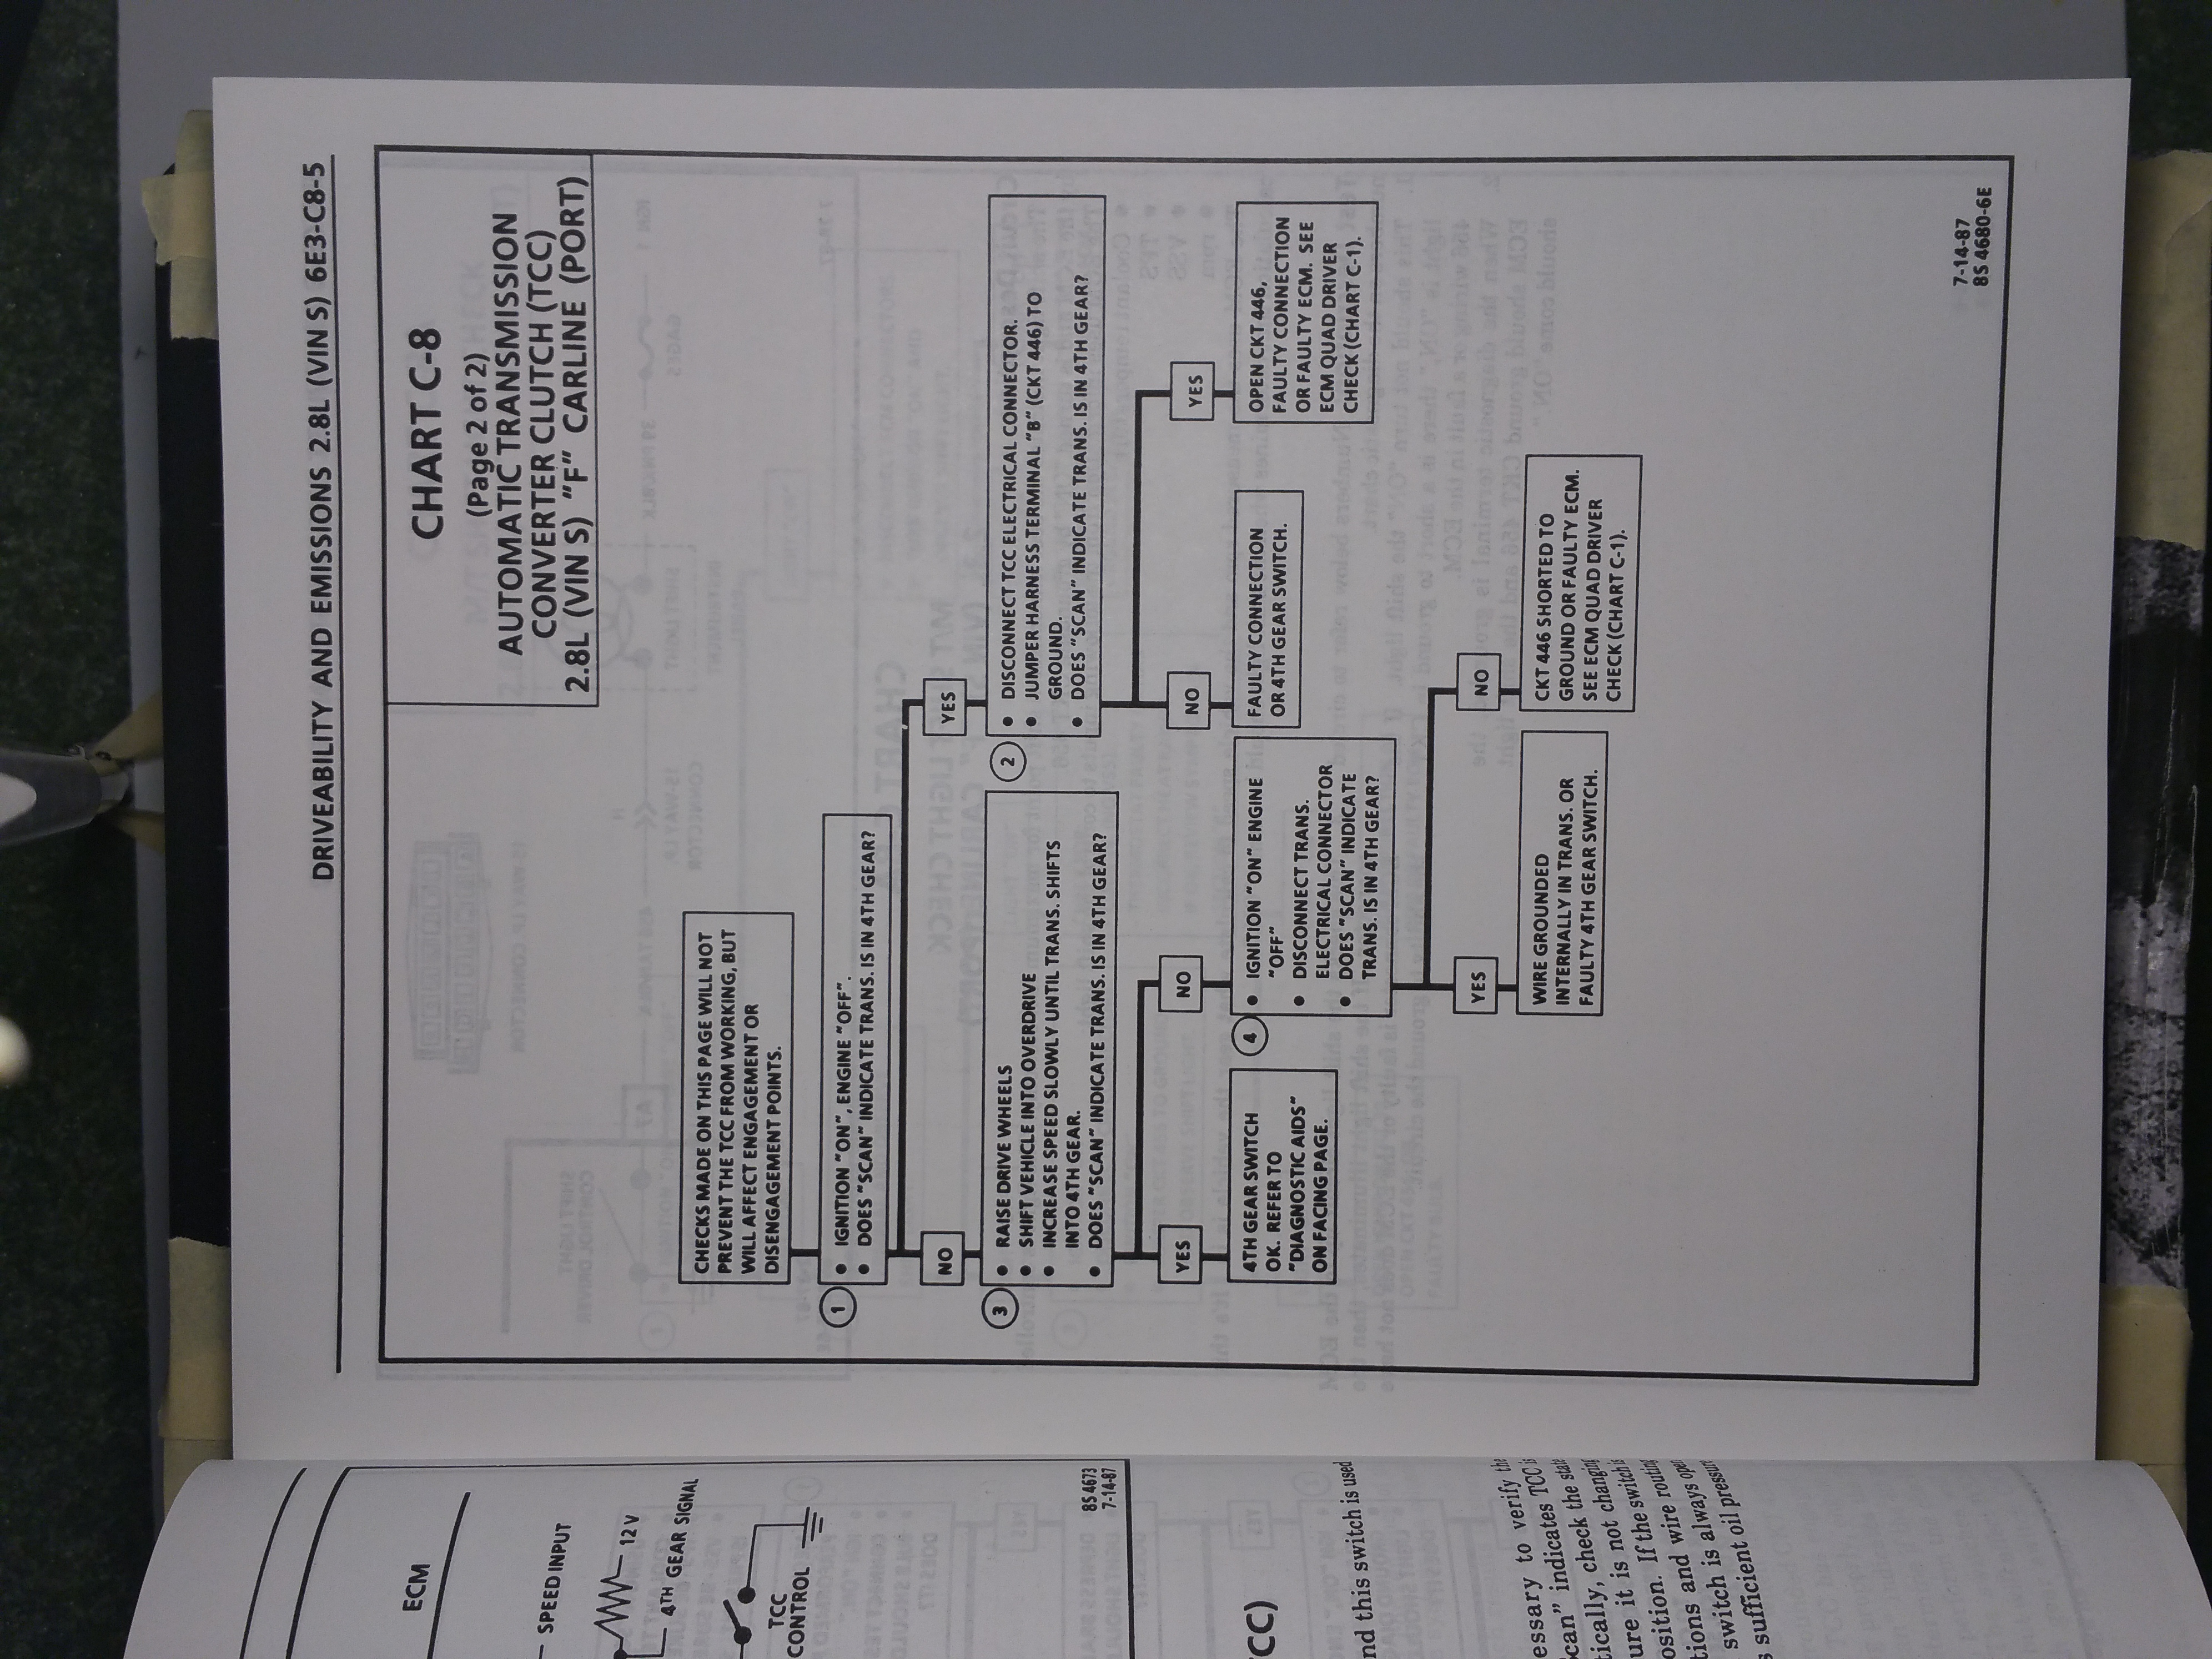 DRIVEABILITY AND EMISSIONS 2.8L (VIN S) 6E3-C8-5
CHART C-8
(Page 2 of 2)
AUTOMATIC TRANSMISSION
CONVERTER CLUTCH (TCC)
2.8L (VIN S) "F" CARLINE (PORT)
CHECKS MADE ON THIS PAGE WILL NOT
PREVENT THE TCC FROM WORKING, BUT
WILL AFFECT ENGAGEMENT OR
DISENGAGEMENT POINTS.
1
• IGNITION "ON", ENGINE "OFF".
• DOES "SCAN" INDICATE TRANS. IS IN 4TH GEAR?
NO
YES
3
• RAISE DRIVE WHEELS
• SHIFT VEHICLE INTO OVERDRIVE
• INCREASE SPEED SLOWLY UNTIL TRANS. SHIFTS
INTO 4TH GEAR.
• DOES "SCAN" INDICATE TRANS. IS IN 4TH GEAR?
2
• DISCONNECT TCC ELECTRICAL CONNECTOR.
• JUMPER HARNESS TERMINAL "B" (CKT 446) TO
GROUND.
• DOES "SCAN" INDICATE TRANS. IS IN 4TH GEAR?
YES
NO
NO
YES
4TH GEAR SWITCH
OK. REFER TO
"DIAGNOSTIC AIDS"
ON FACING PAGE.
4
• IGNITION "ON" ENGINE
"OFF"
• DISCONNECT TRANS.
ELECTRICAL CONNECTOR
• DOES "SCAN" INDICATE
TRANS. IS IN 4TH GEAR?
FAULTY CONNECTION
OR 4TH GEAR SWITCH.
OPEN CKT 446,
FAULTY CONNECTION
OR FAULTY ECM. SEE
ECM QUAD DRIVER
CHECK (CHART C-1).
YES
NO
WIRE GROUNDED
INTERNALLY IN TRANS. OR
FAULTY 4TH GEAR SWITCH.
CKT 446 SHORTED TO
GROUND OR FAULTY ECM.
SEE ECM QUAD DRIVER
CHECK (CHART C-1).
7-14-87
8S 4680-6E
ECM
SPEED INPUT
12 V
4TH GEAR SIGNAL
TCC
CONTROL
8S 4673
7-14-87
TCC)
nd this switch is used
essary to verify the
Scan" indicates TCC is
tically, check the state
ure it is not changing
osition. If the switch is
tions and wire routing
switch is always open
s sufficient oil pressure